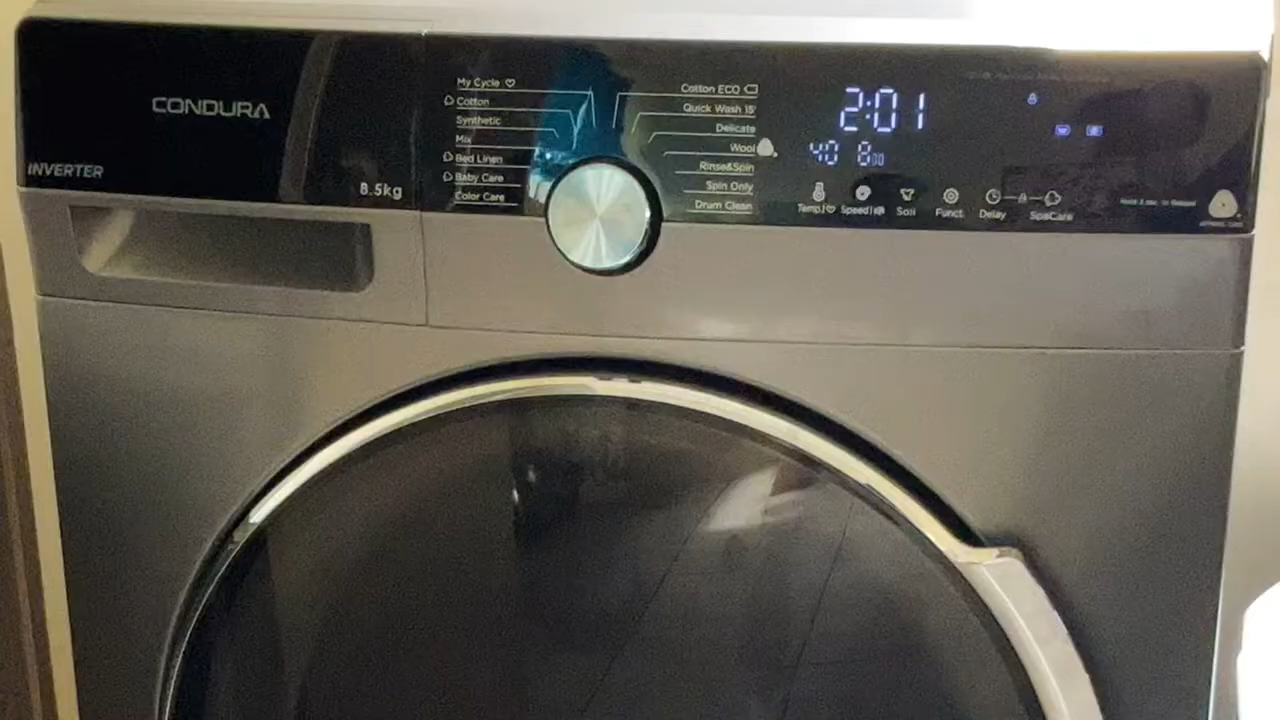 CONDURA
INVERTER
8.5kg
My Cycle
Cotton
Synthetic
Mix
Bed Linen
Baby Care
Color Care
Cotton ECO
Quick Wash 15'
Delicate
Wool
Rinse&Spin
Spin Only
Drum Clean
2:01
40 800
Temp.| Speed| Soil Funct. Delay SpaCare